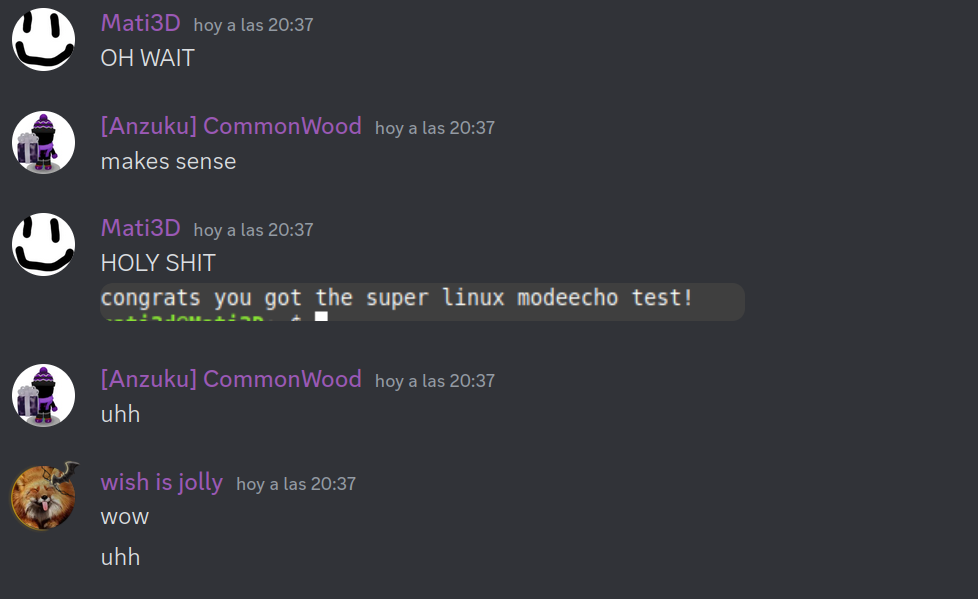 Mati3D hoy a las 20:37
OH WAIT
[Anzuku] CommonWood hoy a las 20:37
makes sense
Mati3D hoy a las 20:37
HOLY SHIT
congrats you got the super linux modeecho test!
mati3d@Mati3D:~$
[Anzuku] CommonWood hoy a las 20:37
uhh
wish is jolly hoy a las 20:37
wow
uhh